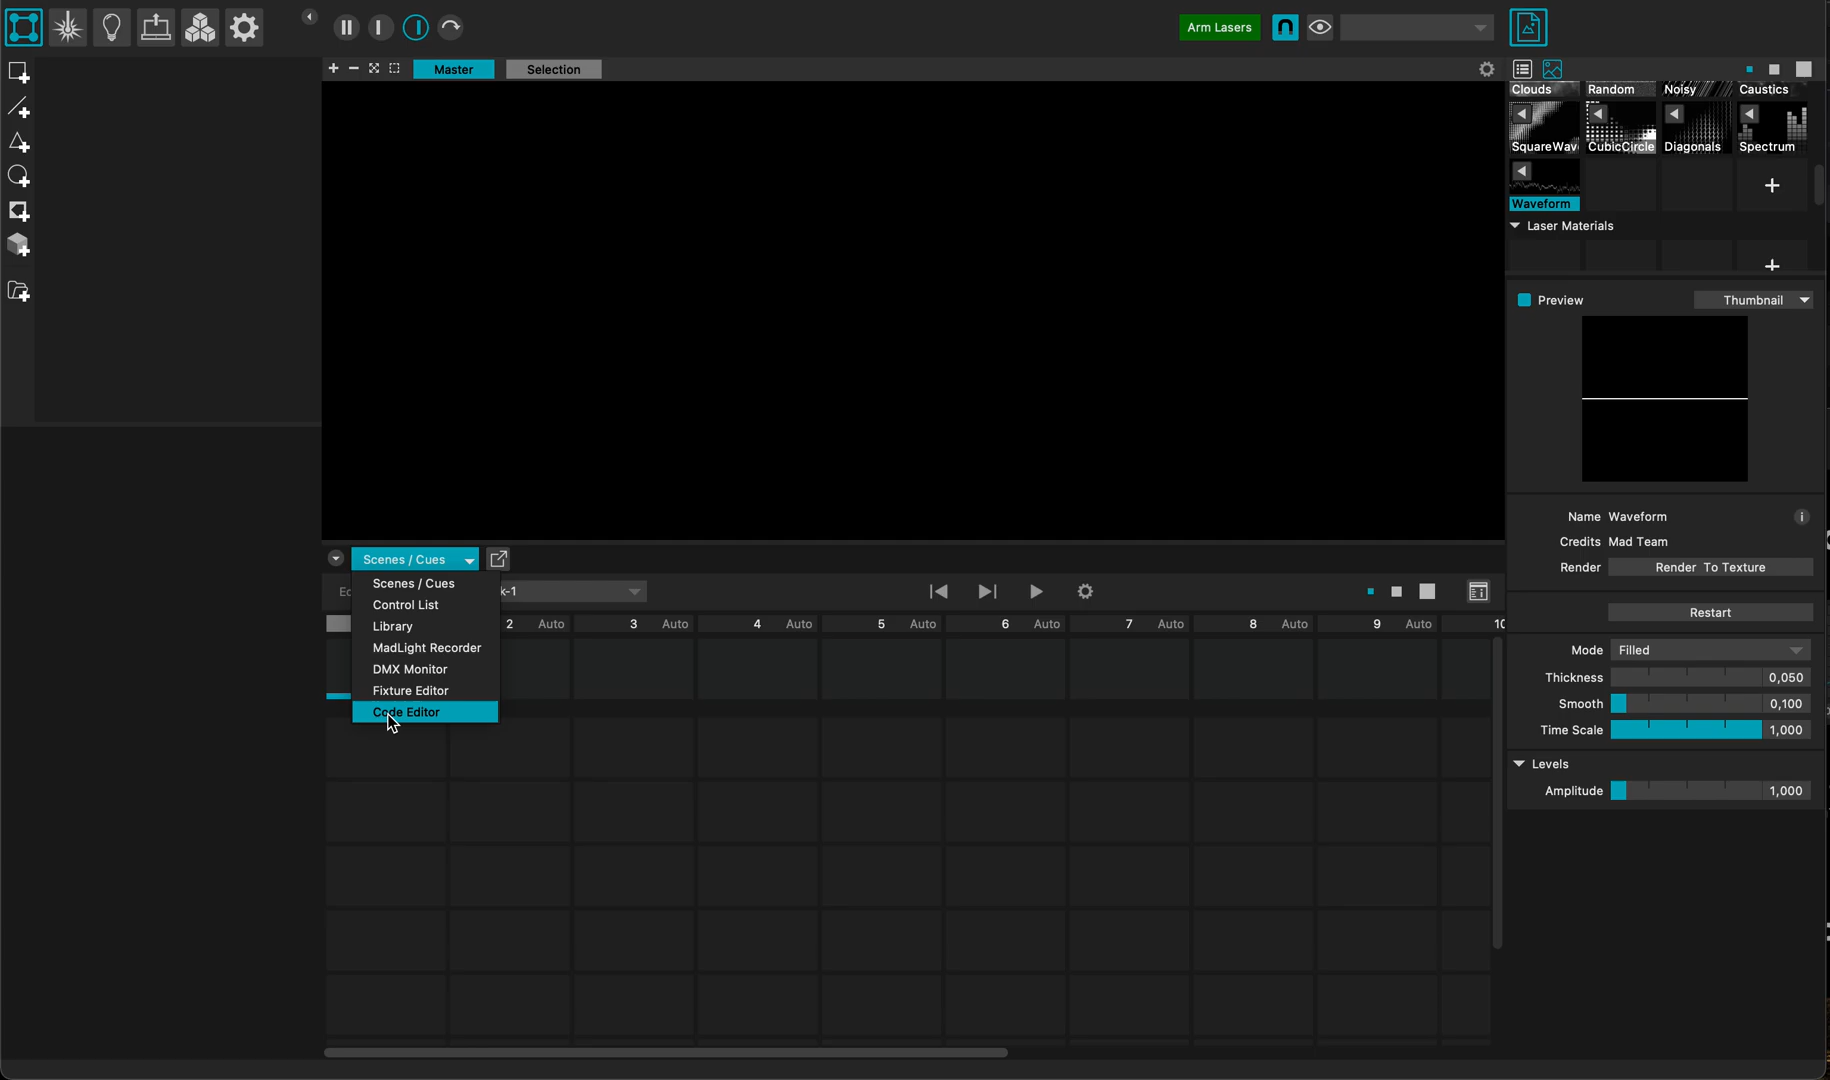 Arm Lasers
Master
Selection
Clouds
Random
Noisy
Caustics
SquareWav
CubicCircle
Diagonals
Spectrum
Waveform
Laser Materials
Preview
Thumbnail
Name Waveform
Credits Mad Team
Render Render To Texture
Restart
Mode Filled
Thickness 0,050
Smooth 0,100
Time Scale 1,000
Levels
Amplitude 1,000
Scenes / Cues
Scenes / Cues
Control List
Library
MadLight Recorder
DMX Monitor
Fixture Editor
Code Editor
k-1
2 Auto 3 Auto 4 Auto 5 Auto 6 Auto 7 Auto 8 Auto 9 Auto 10